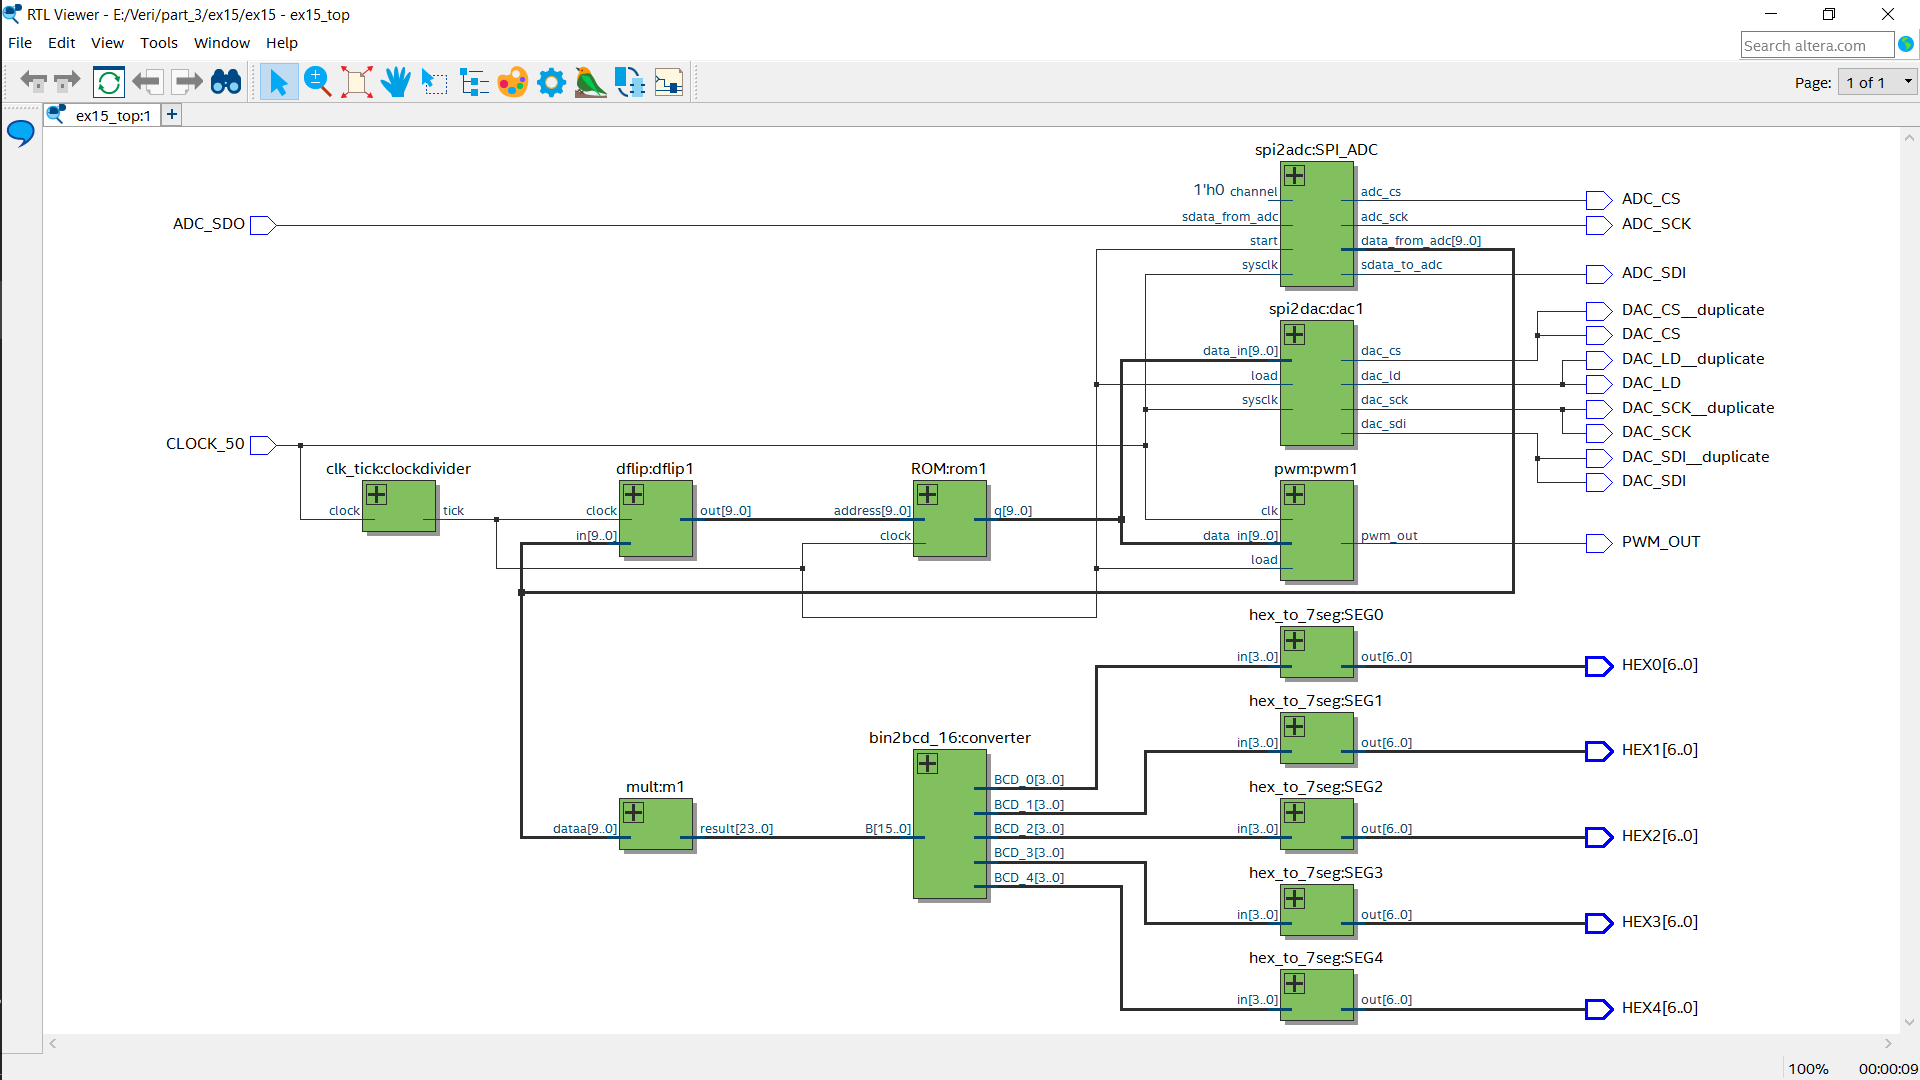 RTL Viewer - E:/Veri/part_3/ex15/ex15 - ex15_top
File Edit View Tools Window Help
Search altera.com
Page: 1 of 1
ex15_top:1 +
spi2adc:SPI_ADC
1'h0 channel adc_cs ADC_CS
ADC_SDO sdata_from_adc adc_sck ADC_SCK
start data_from_adc[9..0]
sysclk sdata_to_adc ADC_SDI
spi2dac:dac1 DAC_CS__duplicate
DAC_CS
data_in[9..0] dac_cs DAC_LD__duplicate
load dac_ld DAC_LD
sysclk dac_sck DAC_SCK__duplicate
dac_sdi DAC_SCK
CLOCK_50 DAC_SDI__duplicate
clk_tick:clockdivider dflip:dflip1 ROM:rom1 pwm:pwm1 DAC_SDI
clock tick clock out[9..0] address[9..0] q[9..0] clk
in[9..0] clock data_in[9..0] pwm_out PWM_OUT
load
hex_to_7seg:SEG0
in[3..0] out[6..0] HEX0[6..0]
hex_to_7seg:SEG1
in[3..0] out[6..0] HEX1[6..0]
bin2bcd_16:converter
BCD_0[3..0]
mult:m1 hex_to_7seg:SEG2
BCD_1[3..0]
dataa[9..0] result[23..0] B[15..0] BCD_2[3..0] in[3..0] out[6..0] HEX2[6..0]
BCD_3[3..0]
hex_to_7seg:SEG3
BCD_4[3..0]
in[3..0] out[6..0] HEX3[6..0]
hex_to_7seg:SEG4
in[3..0] out[6..0] HEX4[6..0]
100% 00:00:09